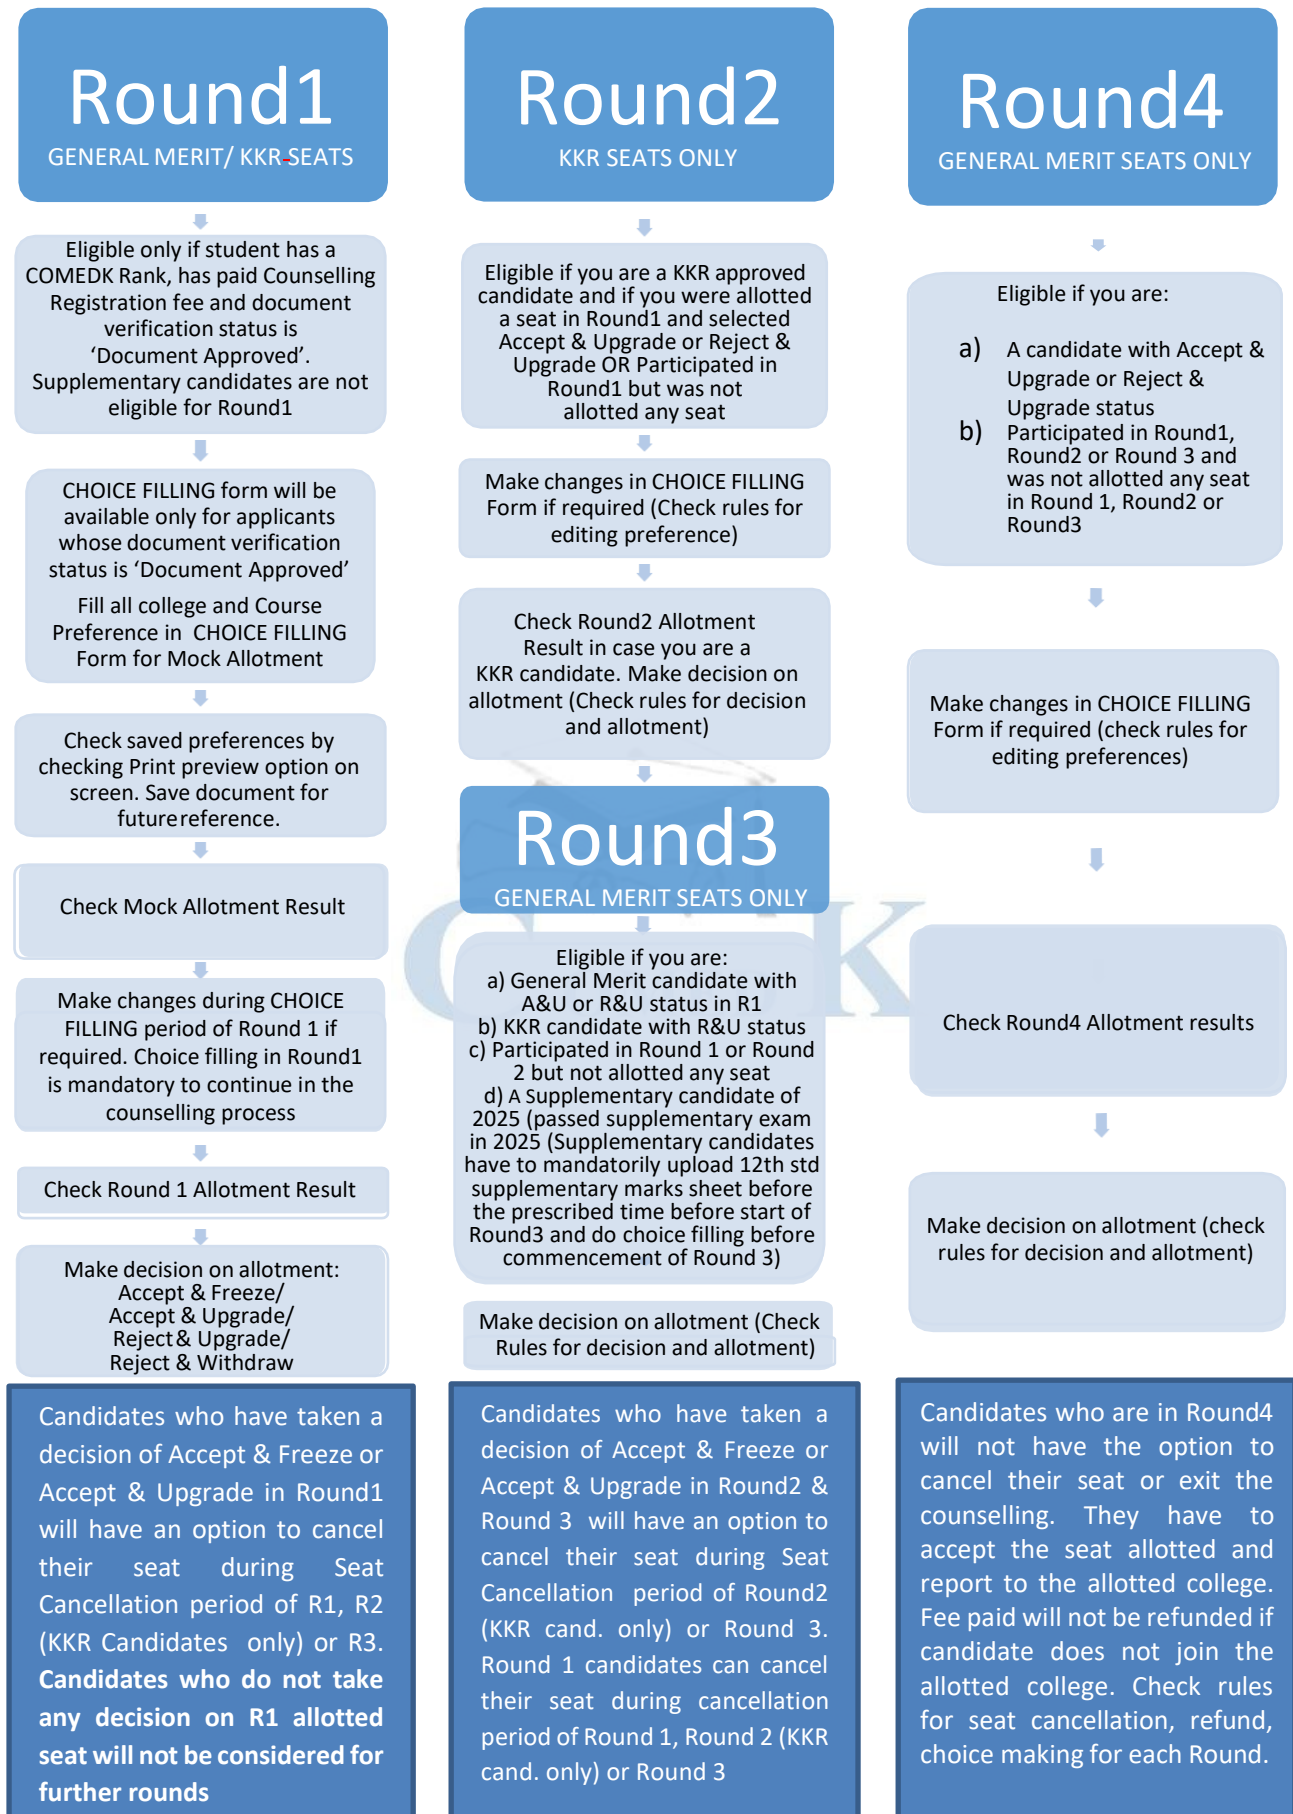 Round1
GENERAL MERIT/ KKR-SEATS
Eligible only if student has a
COMEDK Rank, has paid Counselling
Registration fee and document
verification status is
‘Document Approved’.
Supplementary candidates are not
eligible for Round1
CHOICE FILLING form will be
available only for applicants
whose document verification
status is ‘Document Approved’
Fill all college and Course
Preference in CHOICE FILLING
Form for Mock Allotment
Check saved preferences by
checking Print preview option on
screen. Save document for
future reference.
Check Mock Allotment Result
Make changes during CHOICE
FILLING period of Round 1 if
required. Choice filling in Round1
is mandatory to continue in the
counselling process
Check Round 1 Allotment Result
Make decision on allotment:
Accept & Freeze/
Accept & Upgrade/
Reject & Upgrade/
Reject & Withdraw
Candidates who have taken a
decision of Accept & Freeze or
Accept & Upgrade in Round1
will have an option to cancel
their seat during Seat
Cancellation period of R1, R2
(KKR Candidates only) or R3.
Candidates who do not take
any decision on R1 allotted
seat will not be considered for
further rounds
Round2
KKR SEATS ONLY
Eligible if you are a KKR approved
candidate and if you were allotted
a seat in Round1 and selected
Accept & Upgrade or Reject &
Upgrade OR Participated in
Round1 but was not
allotted any seat
Make changes in CHOICE FILLING
Form if required (Check rules for
editing preference)
Check Round2 Allotment
Result in case you are a
KKR candidate. Make decision on
allotment (Check rules for decision
and allotment)
Round3
GENERAL MERIT SEATS ONLY
Eligible if you are:
a) General Merit candidate with
A&U or R&U status in R1
b) KKR candidate with R&U status
c) Participated in Round 1 or Round
2 but not allotted any seat
d) A Supplementary candidate of
2025 (passed supplementary exam
in 2025 (Supplementary candidates
have to mandatorily upload 12th std
supplementary marks sheet before
the prescribed time before start of
Round3 and do choice filling before
commencement of Round 3)
Make decision on allotment (Check
Rules for decision and allotment)
Candidates who have taken a
decision of Accept & Freeze or
Accept & Upgrade in Round2 &
Round 3 will have an option to
cancel their seat during Seat
Cancellation period of Round2
(KKR cand. only) or Round 3.
Round 1 candidates can cancel
their seat during cancellation
period of Round 1, Round 2 (KKR
cand. only) or Round 3
Round4
GENERAL MERIT SEATS ONLY
Eligible if you are:
a) A candidate with Accept &
Upgrade or Reject &
Upgrade status
b) Participated in Round1,
Round2 or Round 3 and
was not allotted any seat
in Round 1, Round2 or
Round3
Make changes in CHOICE FILLING
Form if required (check rules for
editing preferences)
Check Round4 Allotment results
Make decision on allotment (check
rules for decision and allotment)
Candidates who are in Round4
will not have the option to
cancel their seat or exit the
counselling. They have to
accept the seat allotted and
report to the allotted college.
Fee paid will not be refunded if
candidate does not join the
allotted college. Check rules
for seat cancellation, refund,
choice making for each Round.